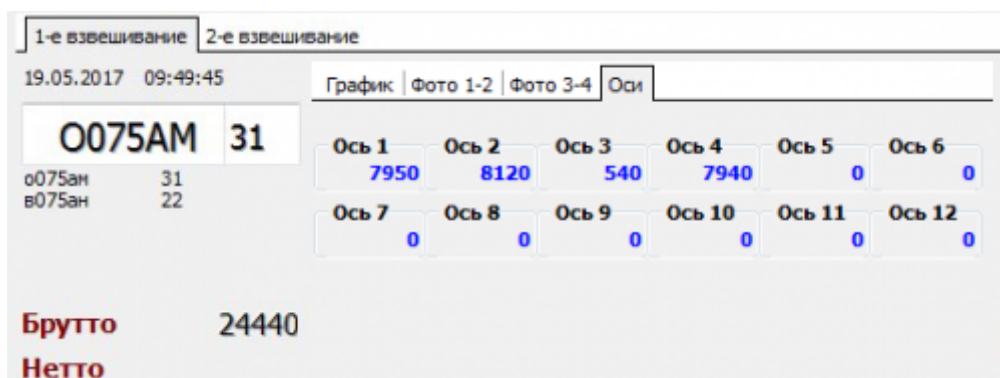 1-е взвешивание 2-е взвешивание
19.05.2017 09:49:45
График Фото 1-2 Фото 3-4 Оси
О075АМ 31
о075ам 31
в075ан 22
Ось 1 Ось 2 Ось 3 Ось 4 Ось 5 Ось 6
7950 8120 540 7940 0 0
Ось 7 Ось 8 Ось 9 Ось 10 Ось 11 Ось 12
0 0 0 0 0 0
Брутто 24440
Нетто